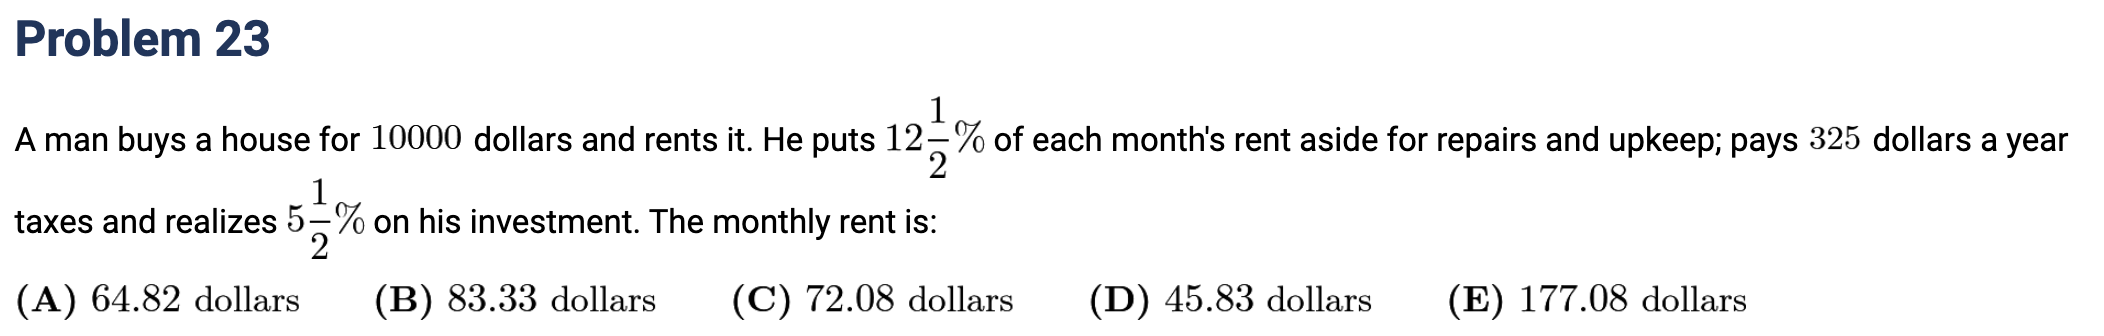 Problem 23
A man buys a house for 10000 dollars and rents it. He puts 12\frac{1}{2}% of each month's rent aside for repairs and upkeep; pays 325 dollars a year
taxes and realizes 5\frac{1}{2}% on his investment. The monthly rent is:
(A) 64.82 dollars (B) 83.33 dollars (C) 72.08 dollars (D) 45.83 dollars (E) 177.08 dollars